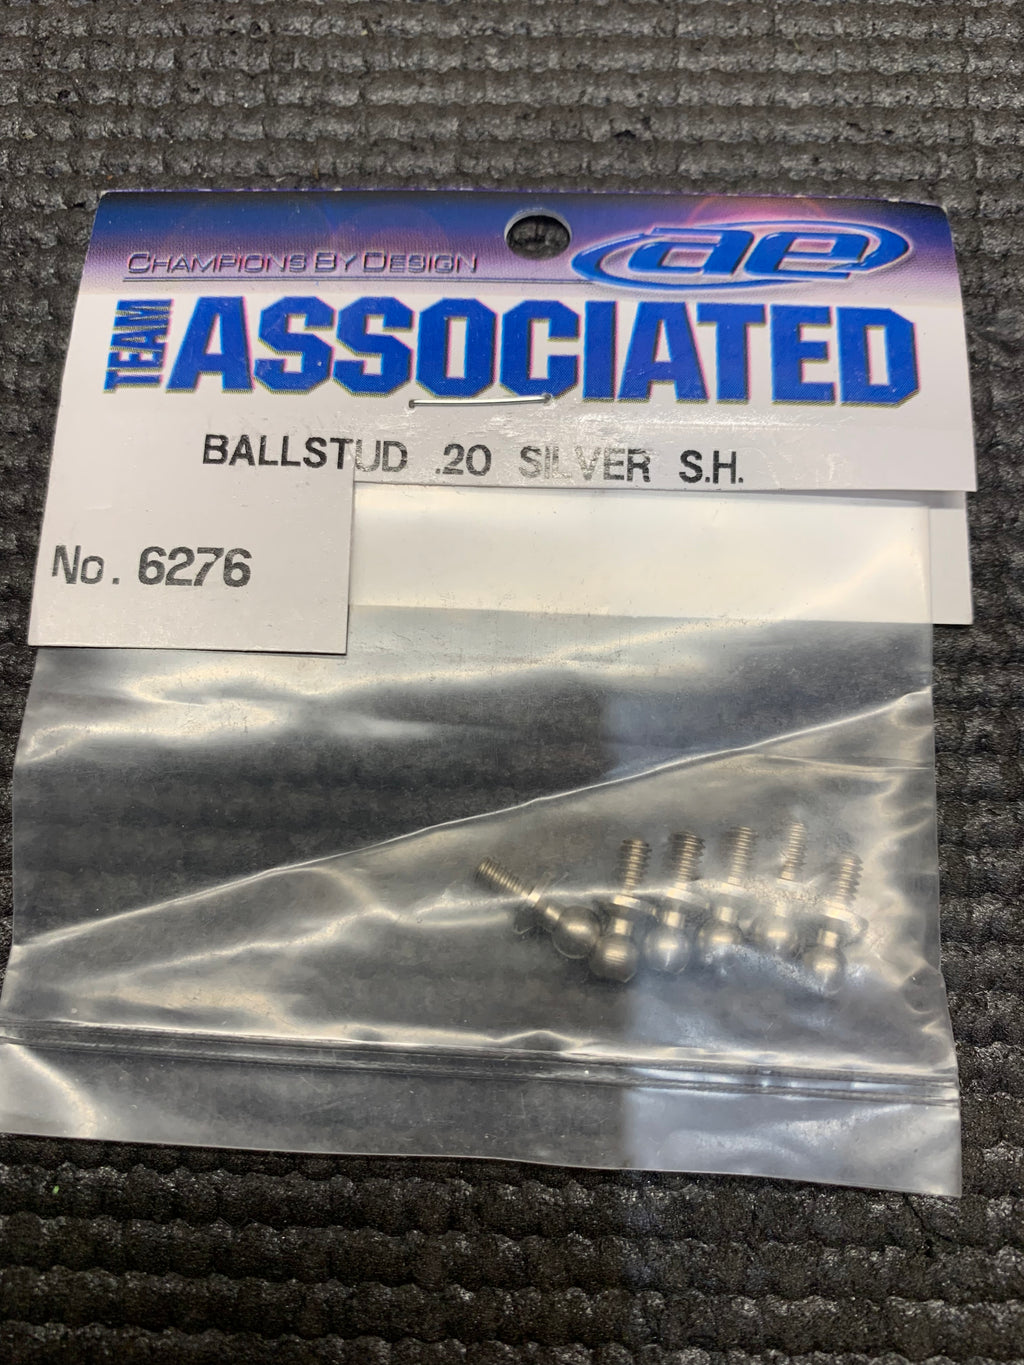 CHAMPIONS BY DESIGN
ae
TEAM ASSOCIATED
BALLSTUD .20 SILVER S.H.
No. 6276